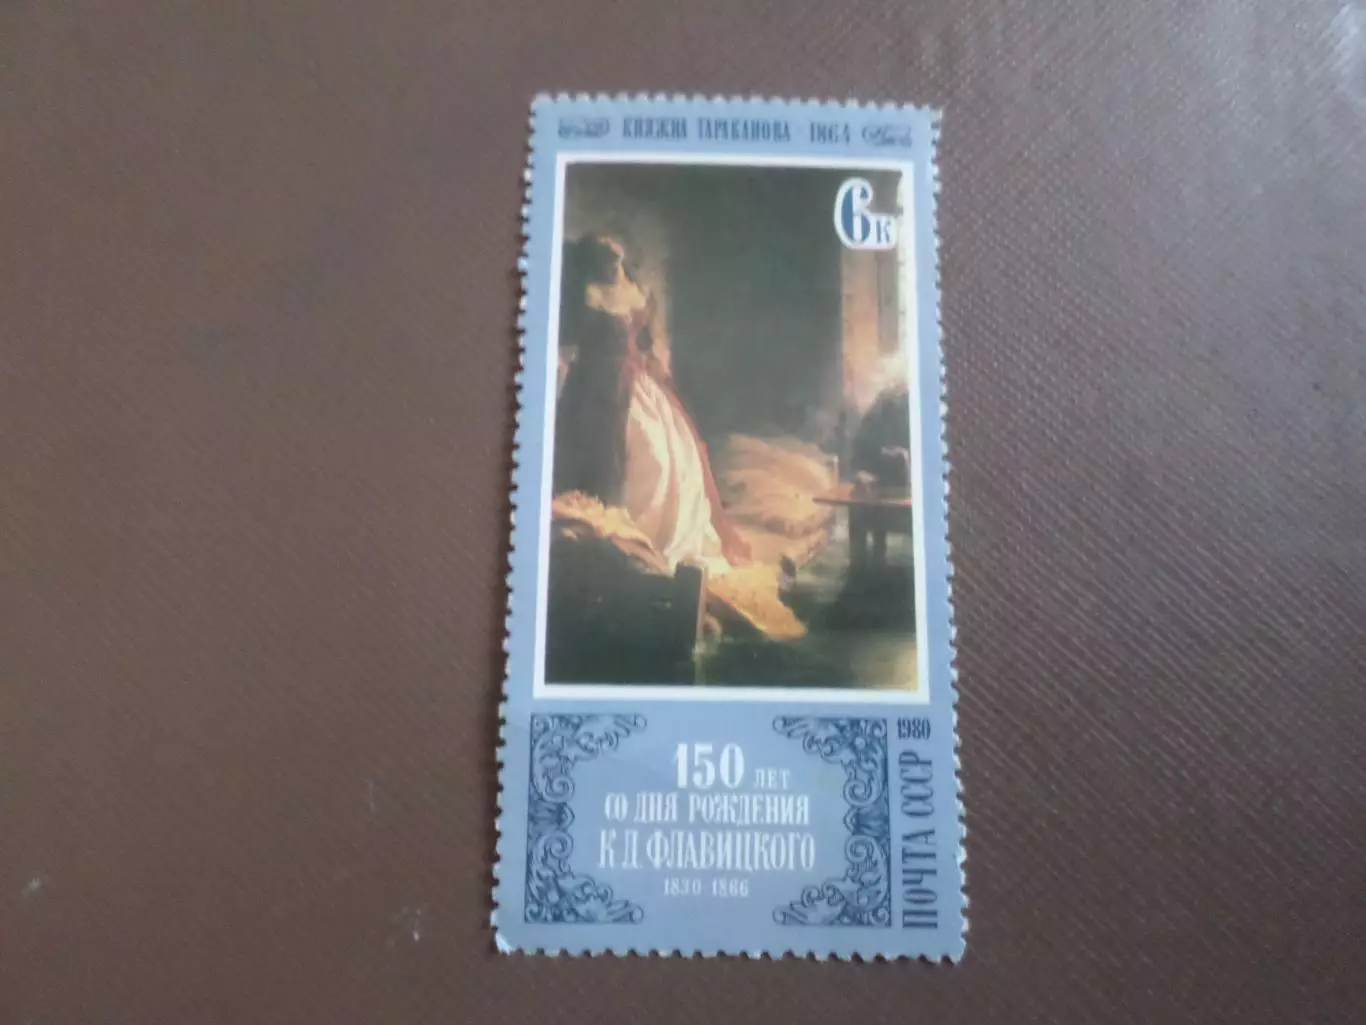 КНЯЖНА ТАРАКАНОВА · 1864
6к
150 ЛЕТ
СО ДНЯ РОЖДЕНИЯ
К.Д.ФЛАВИЦКОГО
1830-1866
ПОЧТА СССР 1980